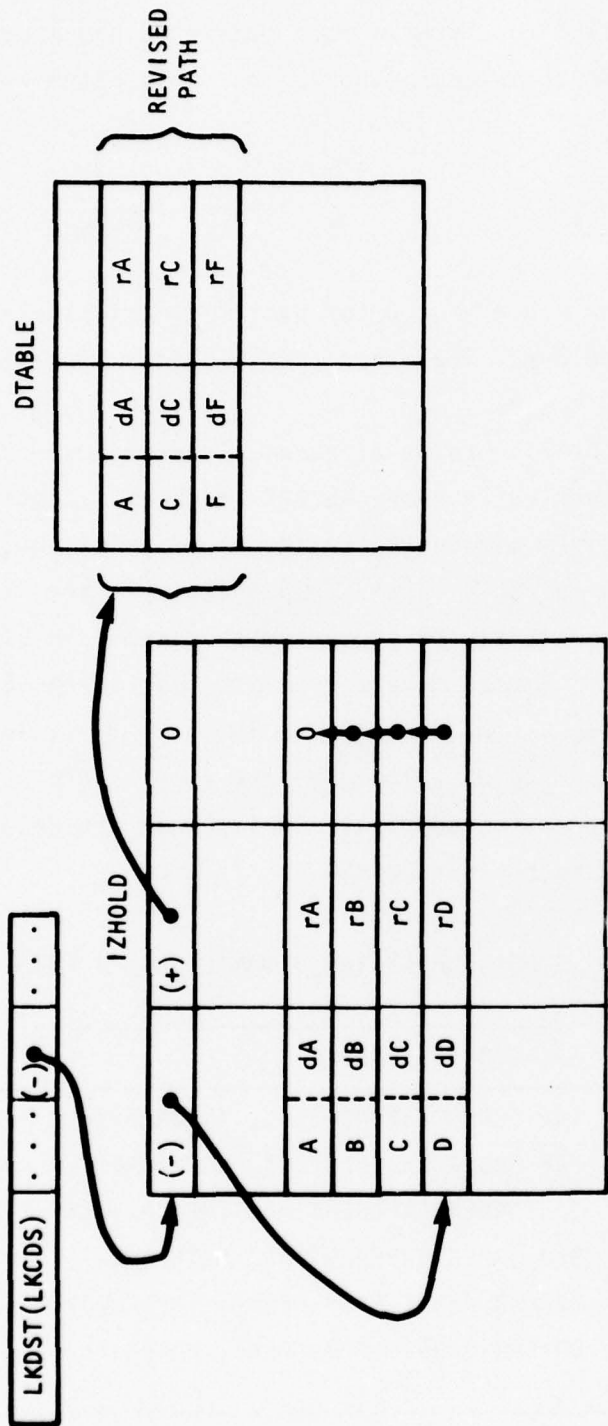 LKDST(LKCDS) . . . (-) . . .
IZHOLD
(-) (+) 0
A dA rA 0
B dB rB
C dC rC
D dD rD
DTABLE
A dA rA
C dC rC
F dF rF
REVISED
PATH